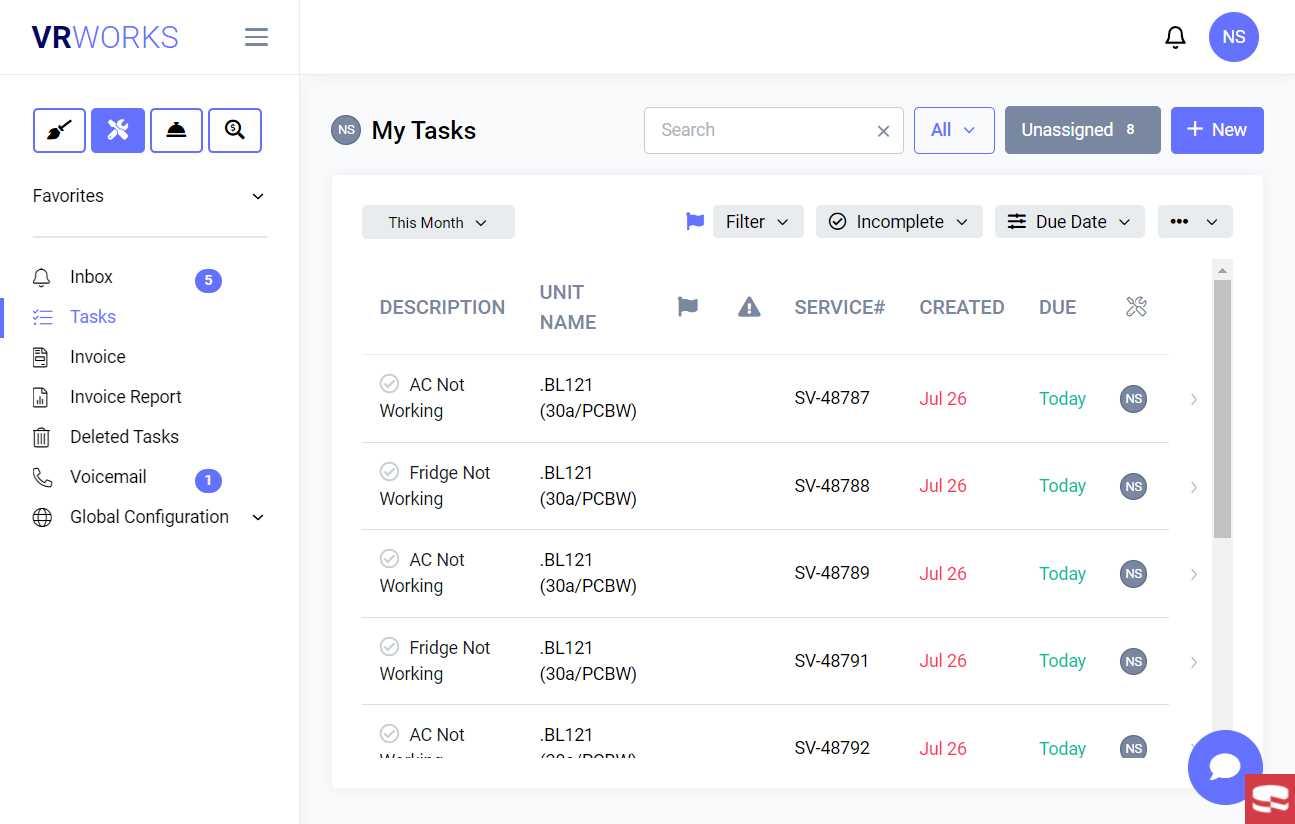 VRWORKS
NS
Favorites
Inbox 5
Tasks
Invoice
Invoice Report
Deleted Tasks
Voicemail 1
Global Configuration
NS My Tasks
Search
All
Unassigned 8
+ New
This Month
Filter
Incomplete
Due Date
•••
DESCRIPTION UNIT NAME SERVICE# CREATED DUE
AC Not Working .BL121 (30a/PCBW) SV-48787 Jul 26 Today NS
Fridge Not Working .BL121 (30a/PCBW) SV-48788 Jul 26 Today NS
AC Not Working .BL121 (30a/PCBW) SV-48789 Jul 26 Today NS
Fridge Not Working .BL121 (30a/PCBW) SV-48791 Jul 26 Today NS
AC Not Working .BL121 (30a/PCBW) SV-48792 Jul 26 Today NS